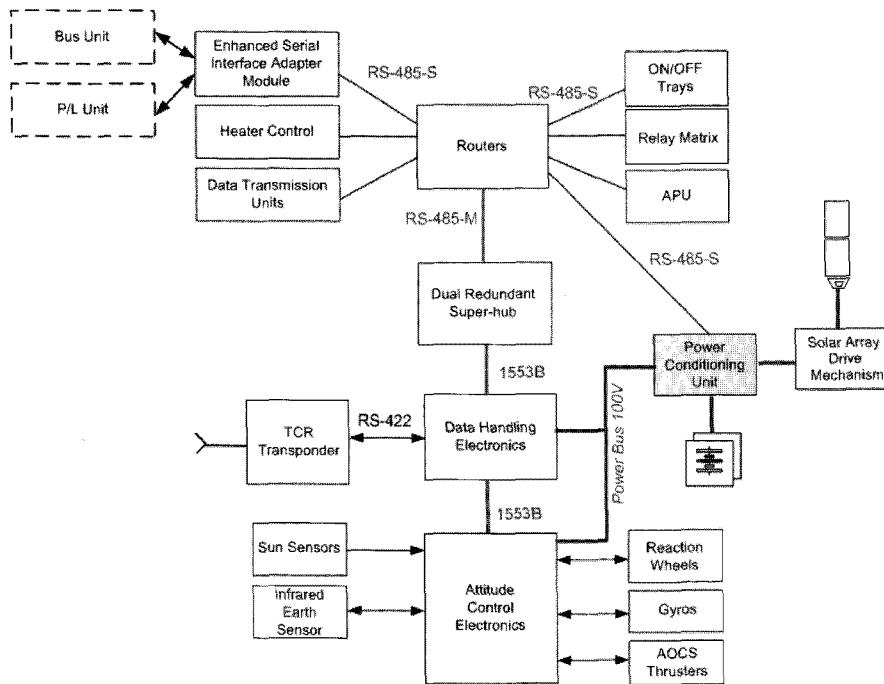 Bus Unit
P/L Unit
Enhanced Serial
Interface Adapter
Module
RS-485-S
Heater Control
Data Transmission
Units
Routers
RS-485-S
ON/OFF
Trays
Relay Matrix
APU
RS-485-M
RS-485-S
Dual Redundant
Super-hub
Power
Conditioning
Unit
Solar Array
Drive
Mechanism
1553B
Power Bus 100V
TCR
Transponder
RS-422
Data Handling
Electronics
1553B
Sun Sensors
Infrared
Earth
Sensor
Attitude
Control
Electronics
Reaction
Wheels
Gyros
AOCS
Thrusters